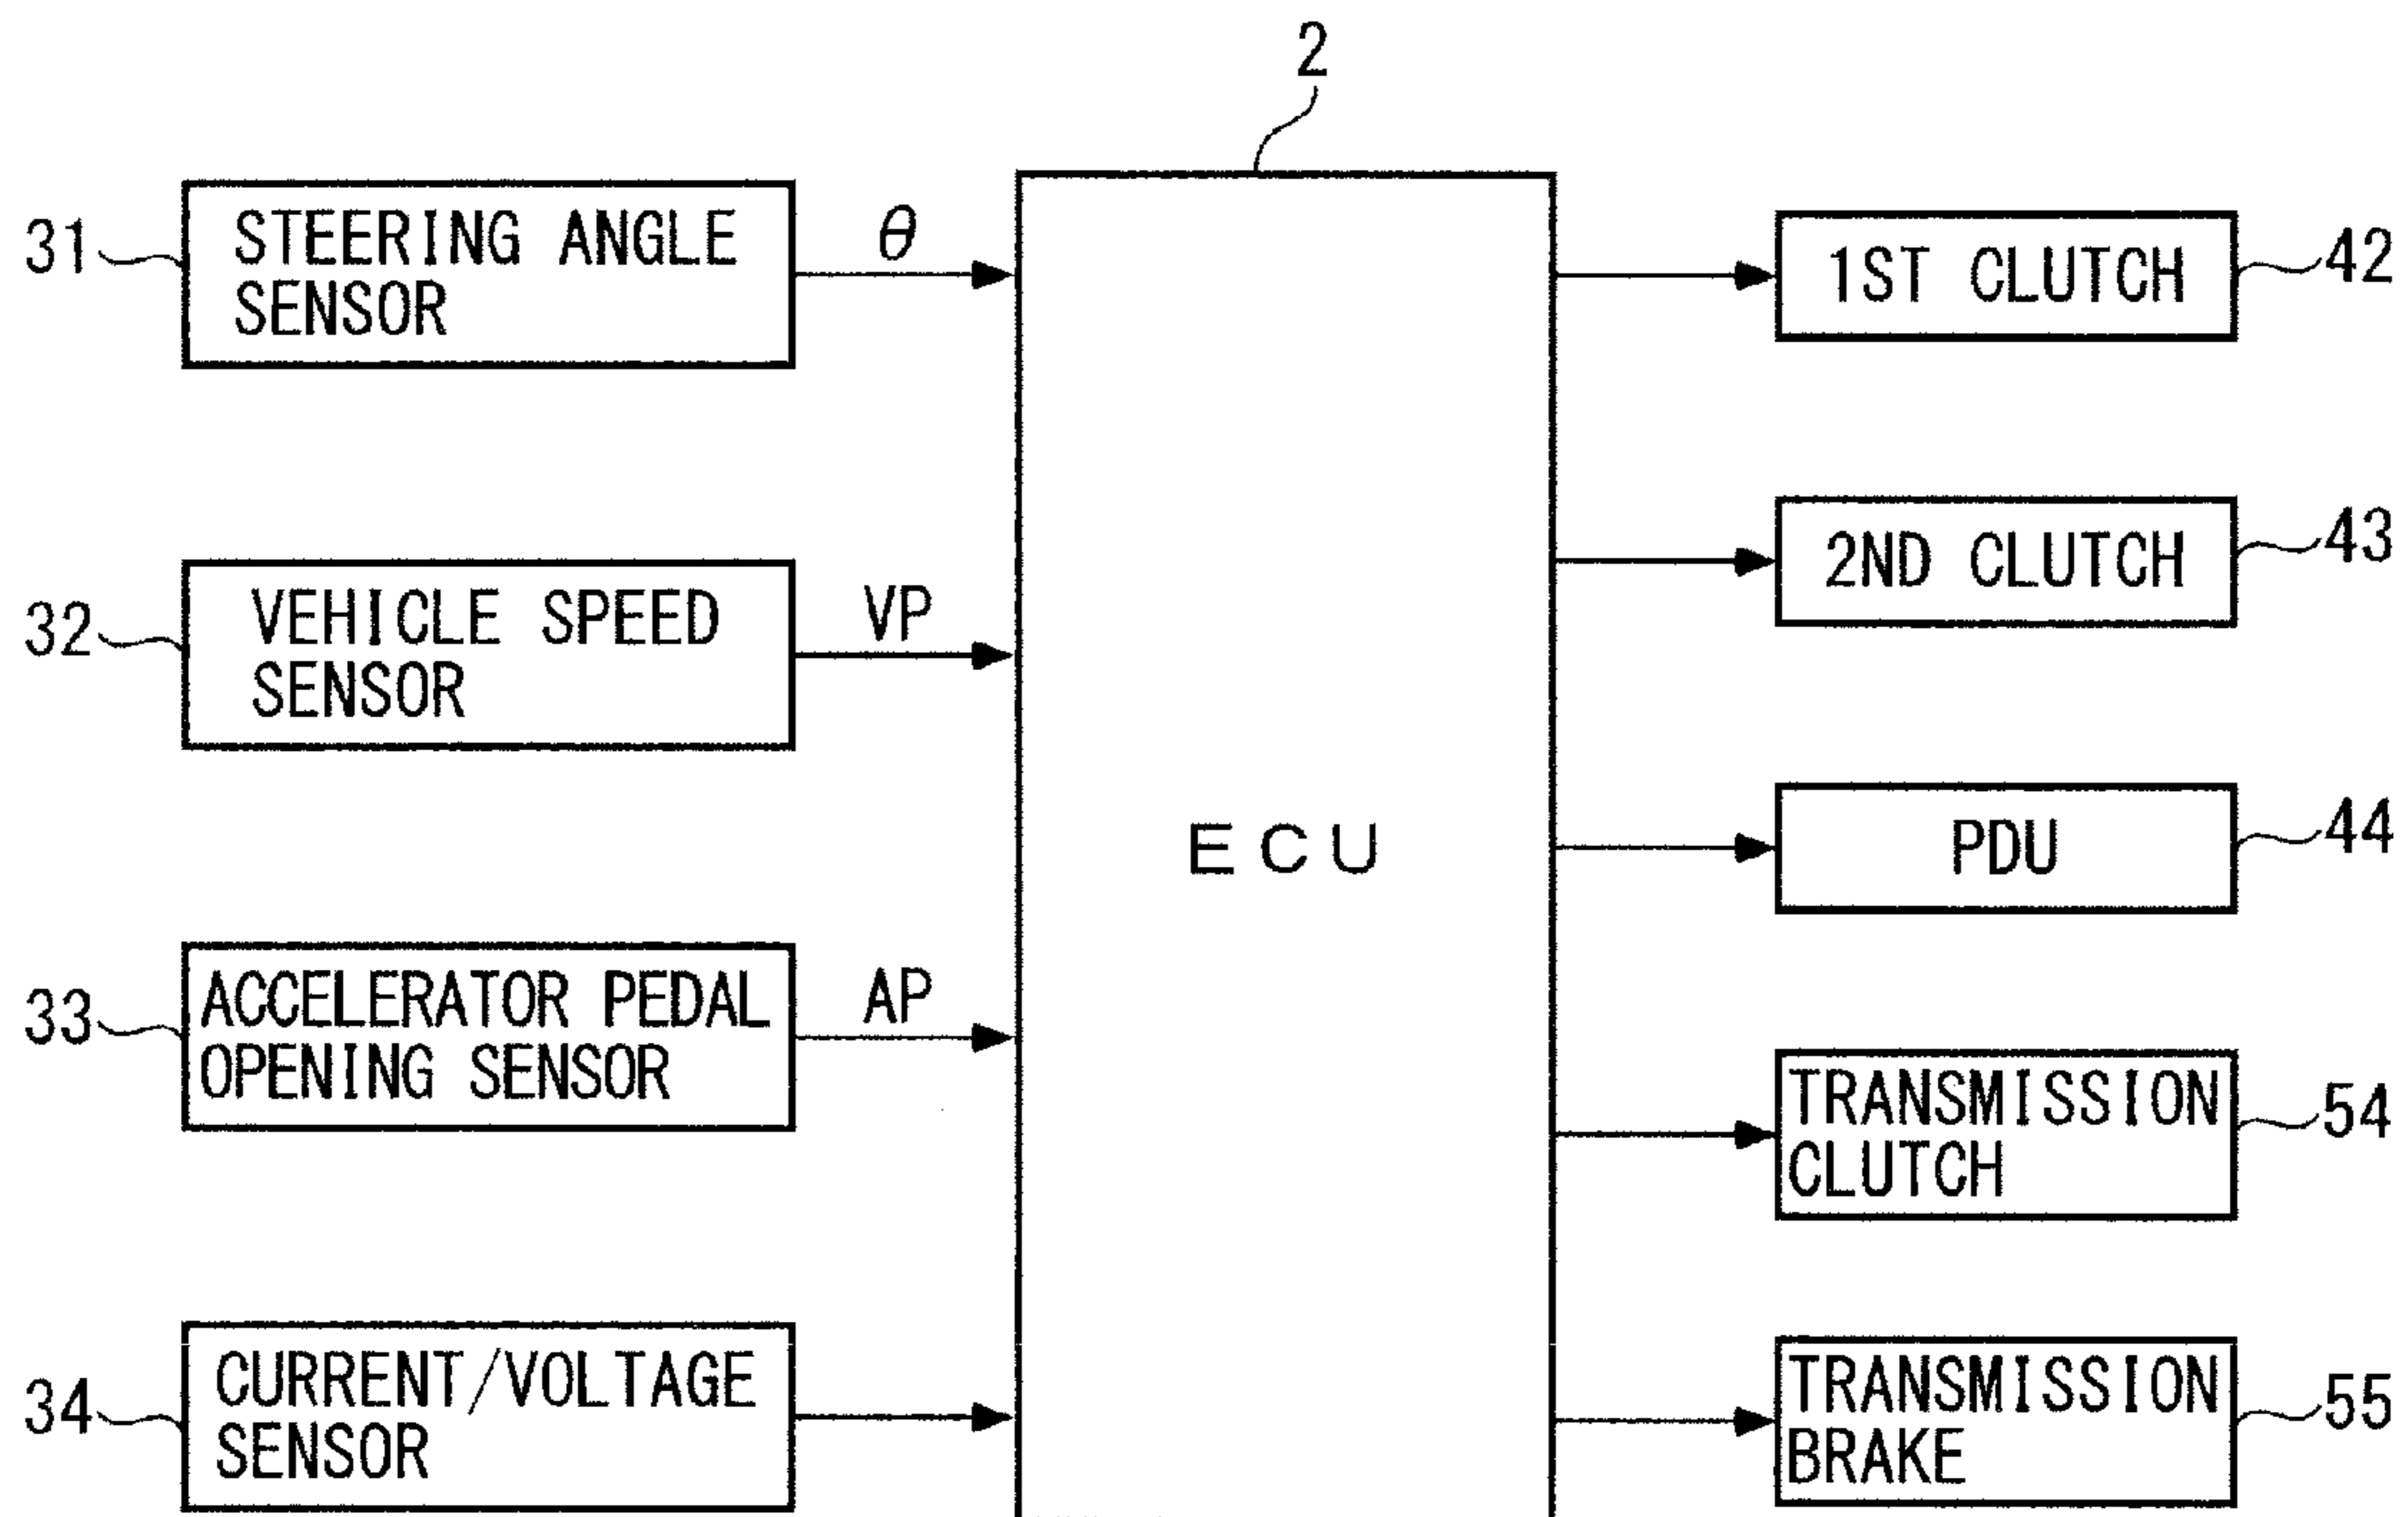 2
31
STEERING ANGLE
SENSOR
θ
1ST CLUTCH
42
32
VEHICLE SPEED
SENSOR
VP
2ND CLUTCH
43
ECU
PDU
44
33
ACCELERATOR PEDAL
OPENING SENSOR
AP
TRANSMISSION
CLUTCH
54
34
CURRENT/VOLTAGE
SENSOR
TRANSMISSION
BRAKE
55